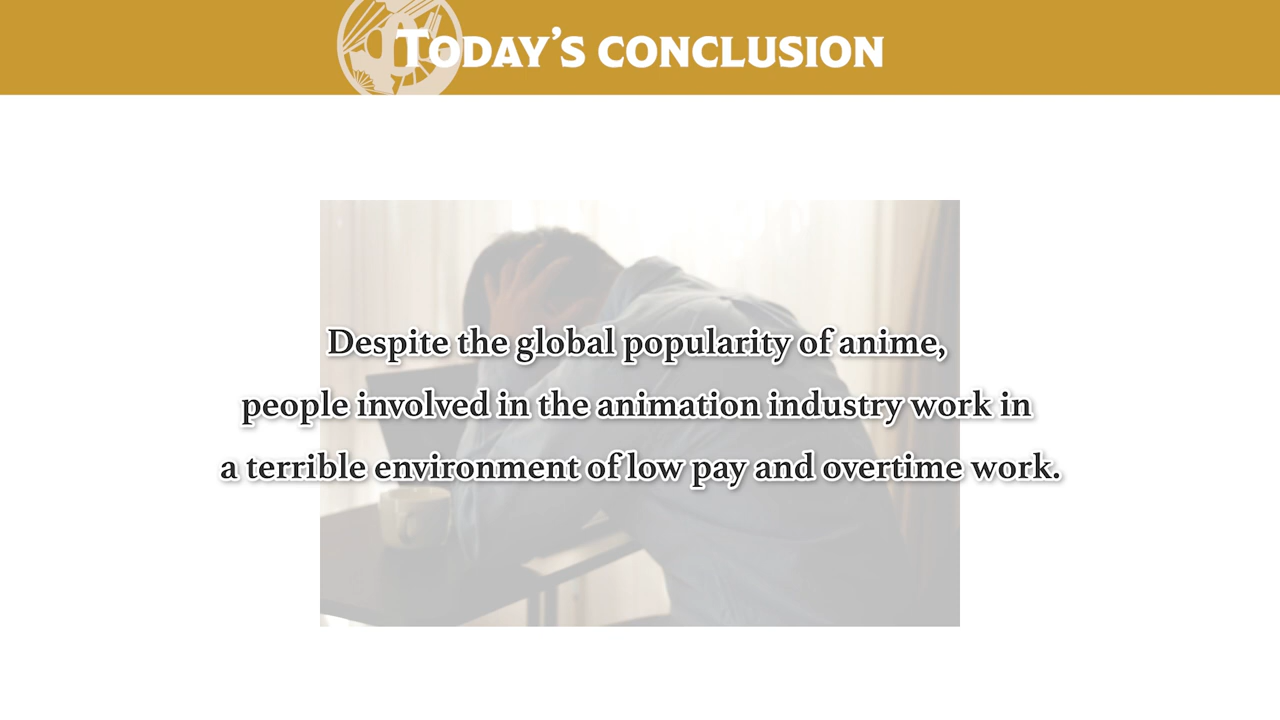 Today's conclusion
Despite the global popularity of anime,
people involved in the animation industry work in
a terrible environment of low pay and overtime work.